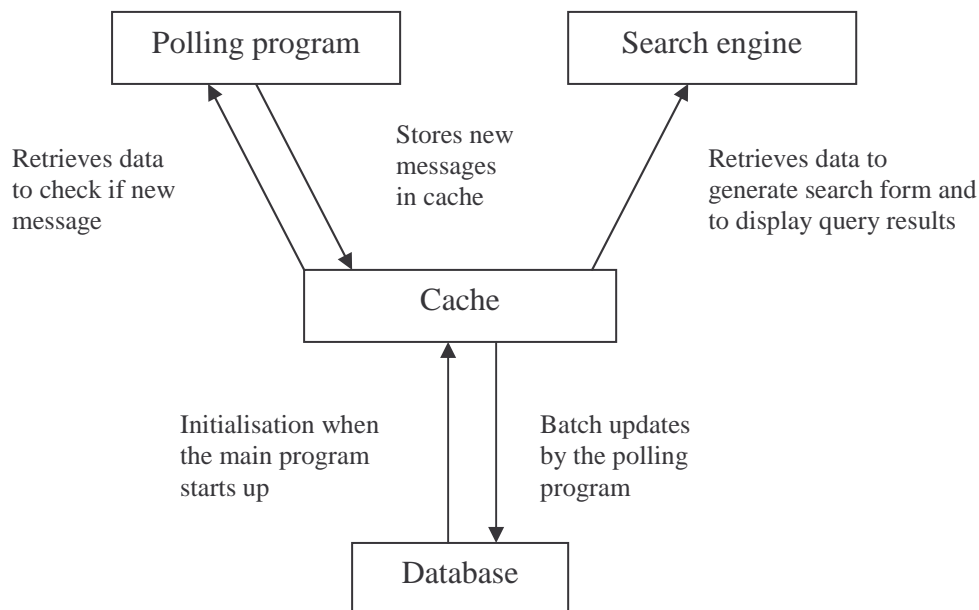 Polling program
Search engine
Retrieves data
to check if new
message
Stores new
messages
in cache
Retrieves data to
generate search form and
to display query results
Cache
Initialisation when
the main program
starts up
Batch updates
by the polling
program
Database